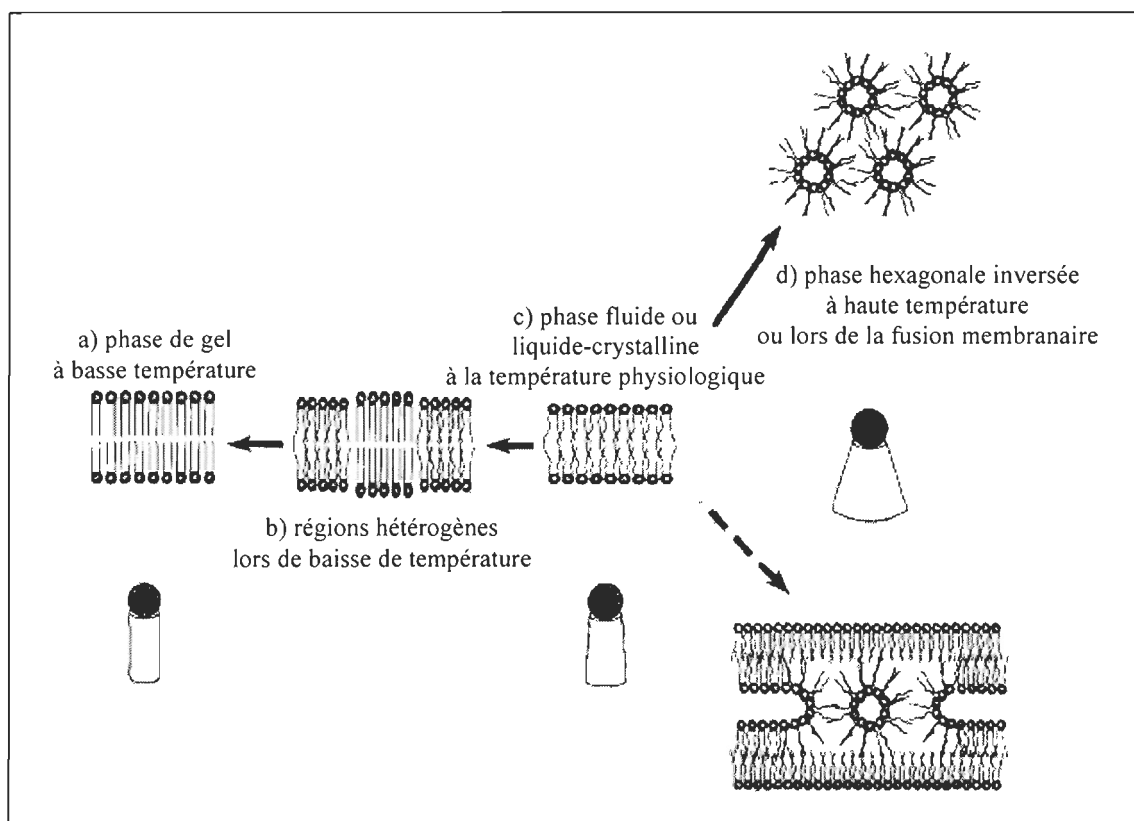 a) phase de gel
à basse température
b) régions hétérogènes
lors de baisse de température
c) phase fluide ou
liquide-crystalline
à la température physiologique
d) phase hexagonale inversée
à haute température
ou lors de la fusion membranaire